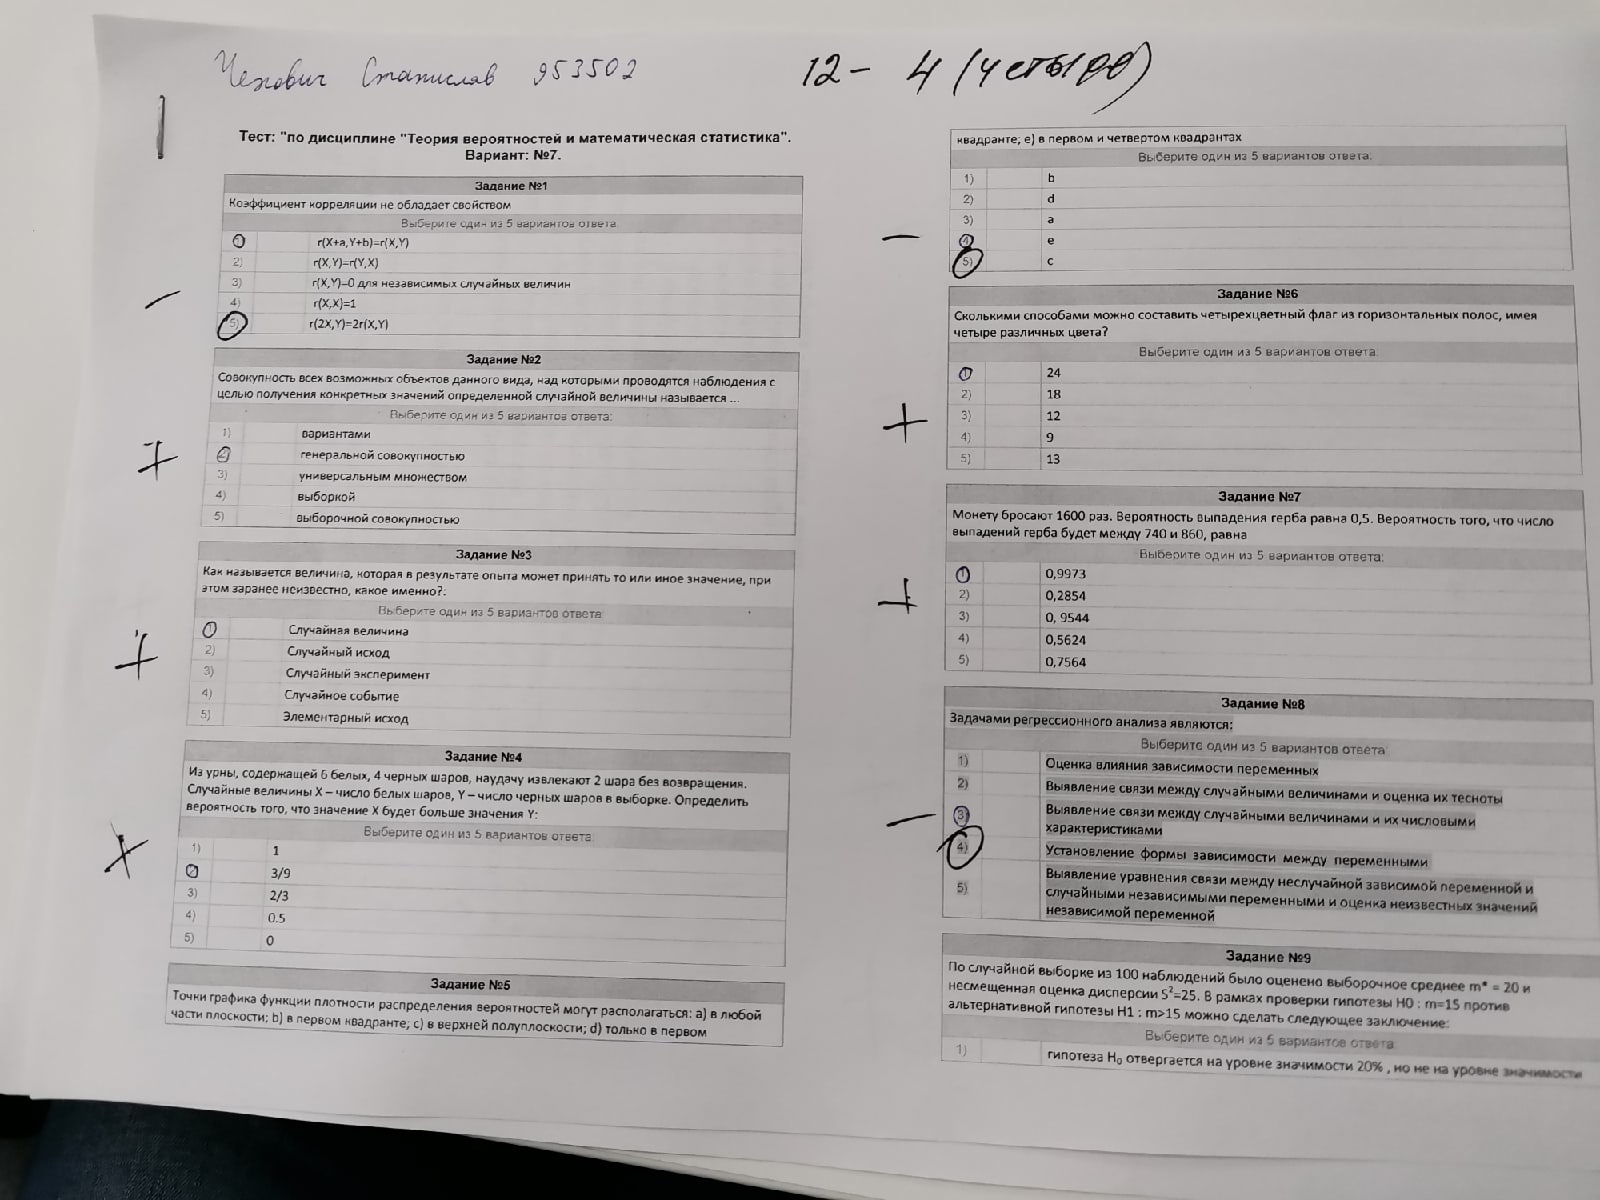 Чехович Станислав 953502
12 - 4 (четыре)
Тест: "по дисциплине "Теория вероятностей и математическая статистика".
Вариант: №7.
Задание №1
Коэффициент корреляции не обладает свойством
Выберите один из 5 вариантов ответа:
1) r(X+a,Y+b)=r(X,Y)
2) r(X,Y)=r(Y,X)
3) r(X,Y)=0 для независимых случайных величин
4) r(X,X)=1
5) r(2X,Y)=2r(X,Y)
−
Задание №2
Совокупность всех возможных объектов данного вида, над которыми проводятся наблюдения с
целью получения конкретных значений определенной случайной величины называется ...
Выберите один из 5 вариантов ответа:
1) вариантами
2) генеральной совокупностью
3) универсальным множеством
4) выборкой
5) выборочной совокупностью
+
Задание №3
Как называется величина, которая в результате опыта может принять то или иное значение, при
этом заранее неизвестно, какое именно?:
Выберите один из 5 вариантов ответа:
1) Случайная величина
2) Случайный исход
3) Случайный эксперимент
4) Случайное событие
5) Элементарный исход
+
Задание №4
Из урны, содержащей 6 белых, 4 черных шаров, наудачу извлекают 2 шара без возвращения.
Случайные величины X – число белых шаров, Y – число черных шаров в выборке. Определить
вероятность того, что значение X будет больше значения Y:
Выберите один из 5 вариантов ответа:
1) 1
2) 3/9
3) 2/3
4) 0.5
5) 0
+
Задание №5
Точки графика функции плотности распределения вероятностей могут располагаться: a) в любой
части плоскости; b) в первом квадранте; c) в верхней полуплоскости; d) только в первом
квадранте; e) в первом и четвертом квадрантах
Выберите один из 5 вариантов ответа:
1) b
2) d
3) a
4) e
5) c
−
Задание №6
Сколькими способами можно составить четырехцветный флаг из горизонтальных полос, имея
четыре различных цвета?
Выберите один из 5 вариантов ответа:
1) 24
2) 18
3) 12
4) 9
5) 13
+
Задание №7
Монету бросают 1600 раз. Вероятность выпадения герба равна 0,5. Вероятность того, что число
выпадений герба будет между 740 и 860, равна
Выберите один из 5 вариантов ответа:
1) 0,9973
2) 0,2854
3) 0, 9544
4) 0,5624
5) 0,7564
+
Задание №8
Задачами регрессионного анализа являются:
Выберите один из 5 вариантов ответа:
1) Оценка влияния зависимости переменных
2) Выявление связи между случайными величинами и оценка их тесноты
3) Выявление связи между случайными величинами и их числовыми
характеристиками
4) Установление формы зависимости между переменными
5) Выявление уравнения связи между неслучайной зависимой переменной и
случайными независимыми переменными и оценка неизвестных значений
независимой переменной
−
Задание №9
По случайной выборке из 100 наблюдений было оценено выборочное среднее m* = 20 и
несмещенная оценка дисперсии S²=25. В рамках проверки гипотезы H0 : m=15 против
альтернативной гипотезы H1 : m>15 можно сделать следующее заключение:
Выберите один из 5 вариантов ответа:
1) гипотеза H₀ отвергается на уровне значимости 20% , но не на уровне значимости